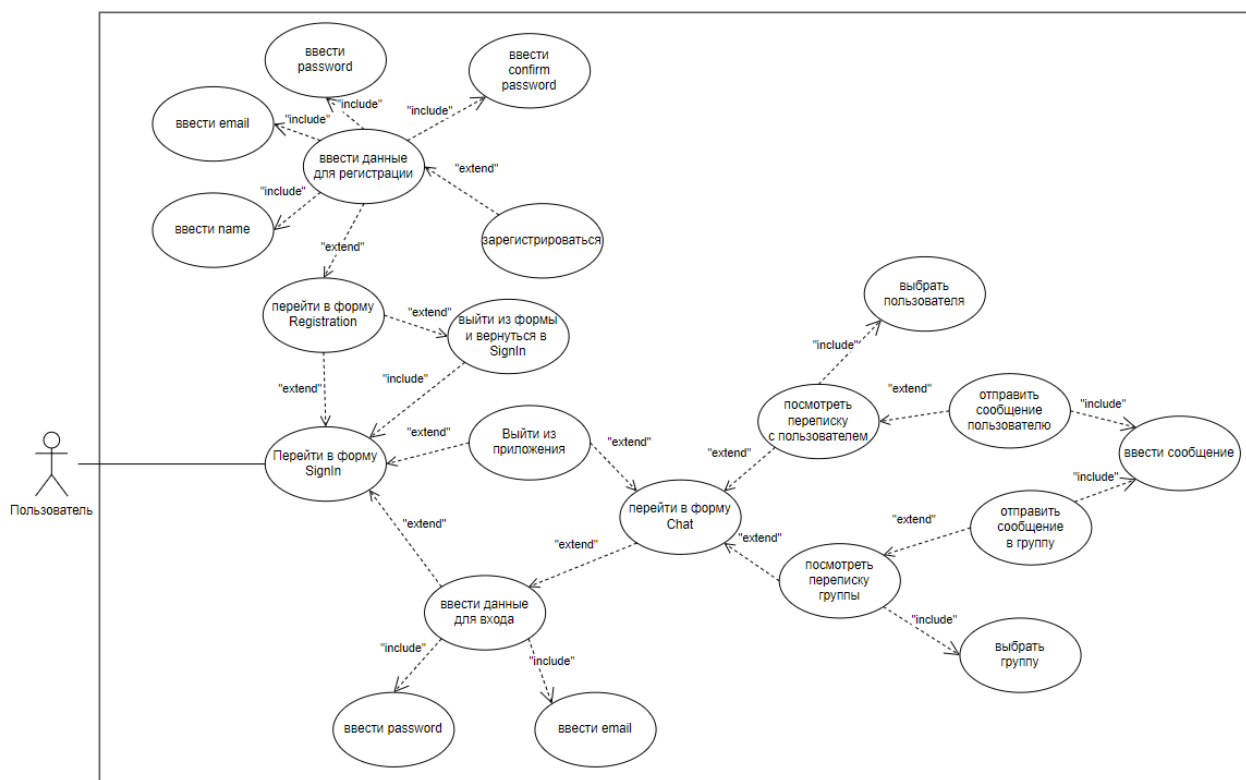 ввести
password
ввести
confirm
password
"include"
"include"
ввести email
"include"
ввести данные
для регистрации
"extend"
"include"
ввести name
зарегистрироваться
"extend"
выбрать
пользователя
перейти в форму
Registration
"extend"
выйти из формы
и вернуться в
SignIn
"include"
"extend"
"include"
посмотреть
переписку
с пользователем
"extend"
отправить
сообщение
пользователю
"include"
Перейти в форму
SignIn
"extend"
Выйти из
приложения
"extend"
"extend"
ввести сообщение
"include"
Пользователь
перейти в форму
Chat
"extend"
"extend"
"extend"
"extend"
отправить
сообщение
в группу
посмотреть
переписку
группы
ввести данные
для входа
"include"
"include"
"include"
выбрать
группу
ввести password
ввести email